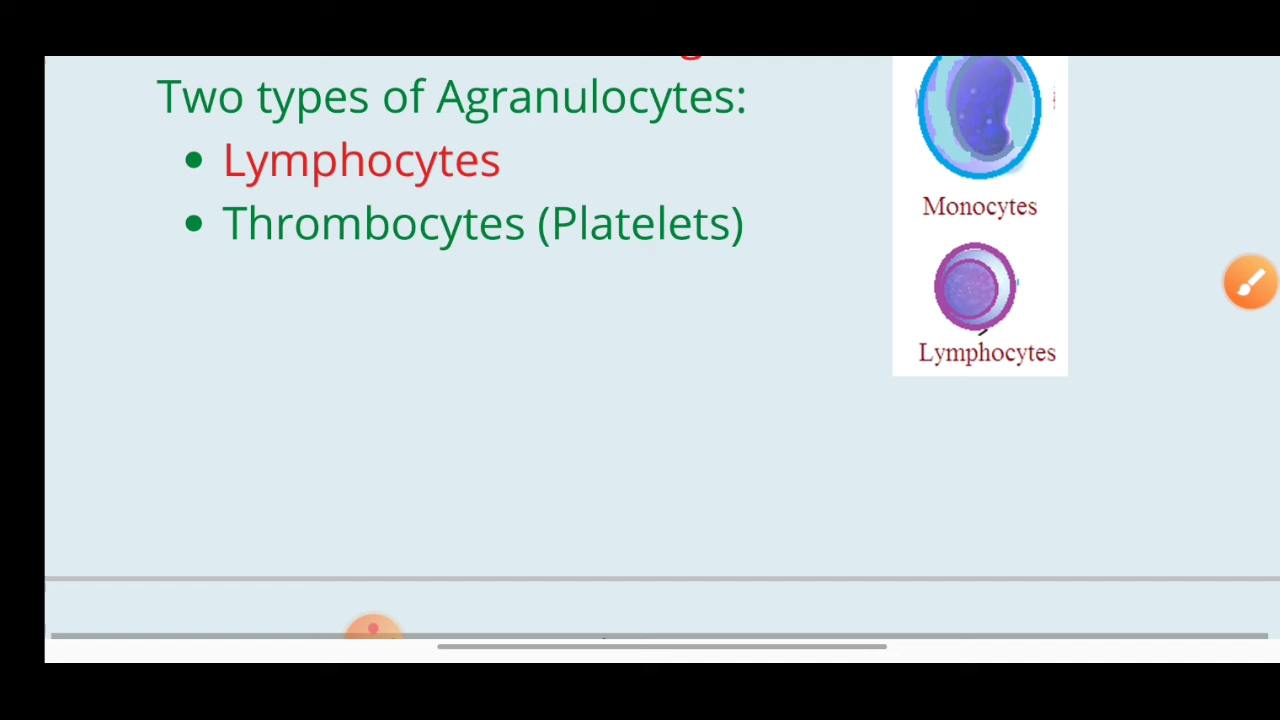 Two types of Agranulocytes:
• Lymphocytes
• Thrombocytes (Platelets)
Monocytes
Lymphocytes